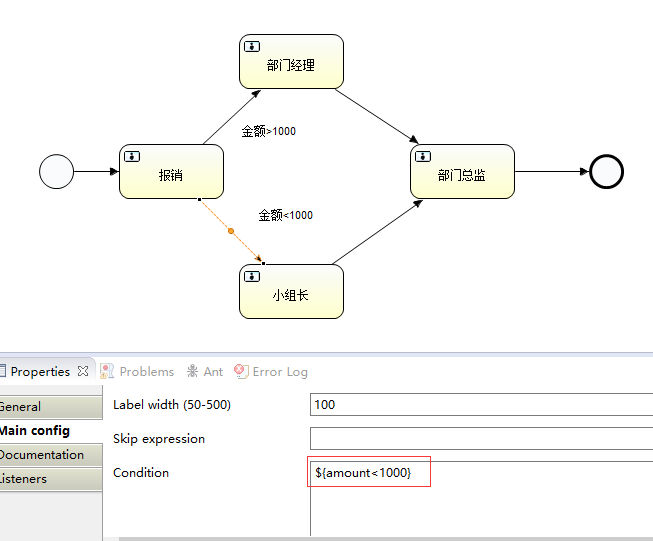 部门经理
金额>1000
报销
部门总监
金额<1000
小组长
Properties
Problems
Ant
Error Log
General
Label width (50-500)
100
Main config
Skip expression
Documentation
Condition
${amount<1000}
Listeners